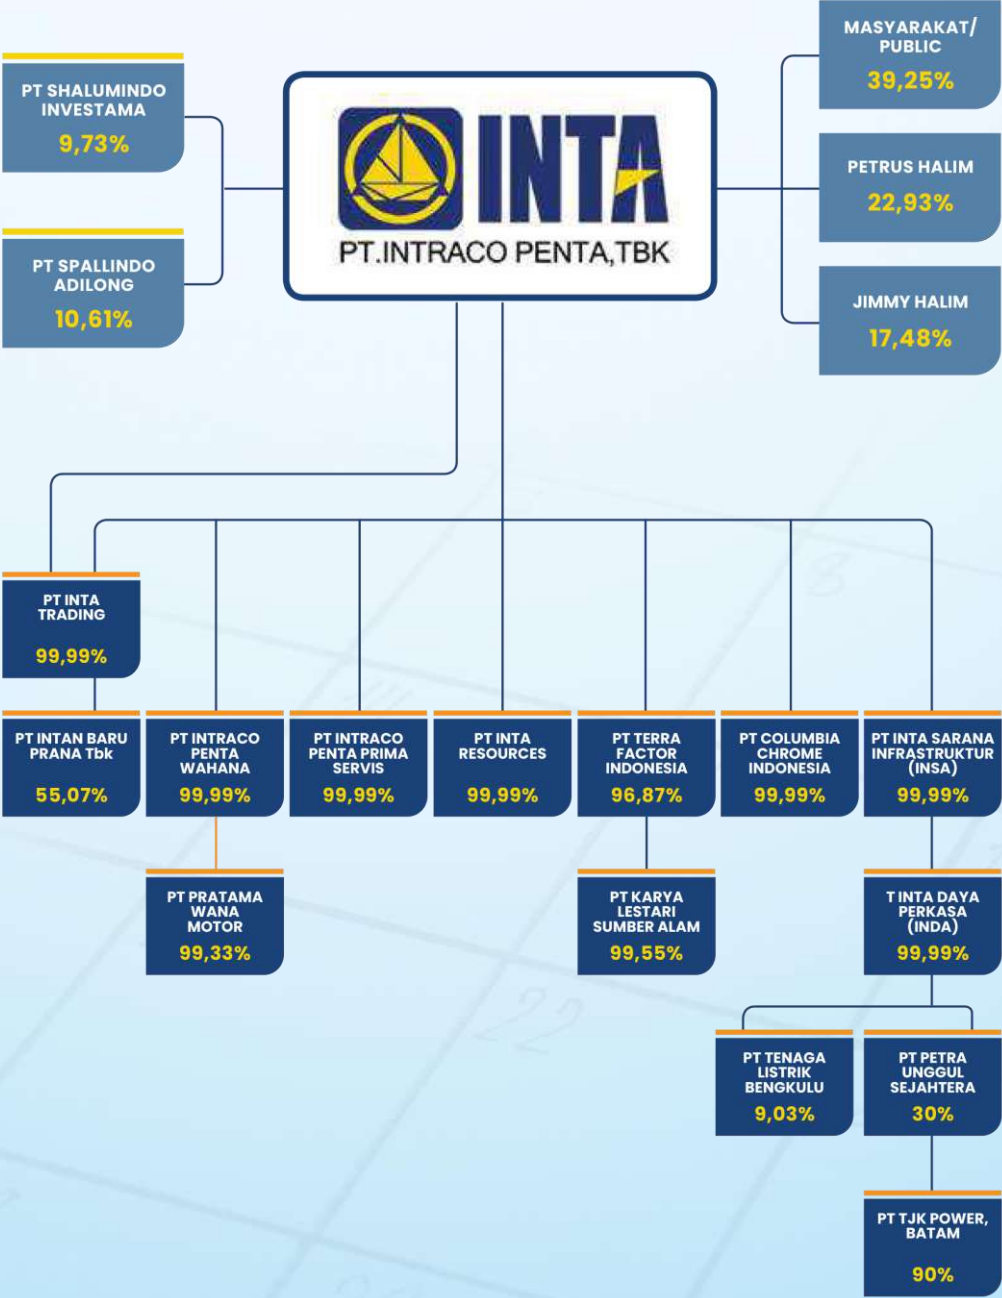 PT SHALUMINDO
INVESTAMA
9,73%
PT SPALLINDO
ADILONG
10,61%
INTA
PT.INTRACO PENTA,TBK
MASYARAKAT/
PUBLIC
39,25%
PETRUS HALIM
22,93%
JIMMY HALIM
17,48%
PT INTA
TRADING
99,99%
PT INTAN BARU
PRANA Tbk
55,07%
PT INTRACO
PENTA
WAHANA
99,99%
PT INTRACO
PENTA PRIMA
SERVIS
99,99%
PT INTA
RESOURCES
99,99%
PT TERRA
FACTOR
INDONESIA
96,87%
PT COLUMBIA
CHROME
INDONESIA
99,99%
PT INTA SARANA
INFRASTRUKTUR
(INSA)
99,99%
PT PRATAMA
WANA
MOTOR
99,33%
PT KARYA
LESTARI
SUMBER ALAM
99,55%
T INTA DAYA
PERKASA
(INDA)
99,99%
PT TENAGA
LISTRIK
BENGKULU
9,03%
PT PETRA
UNGGUL
SEJAHTERA
30%
PT TJK POWER,
BATAM
90%
8
22